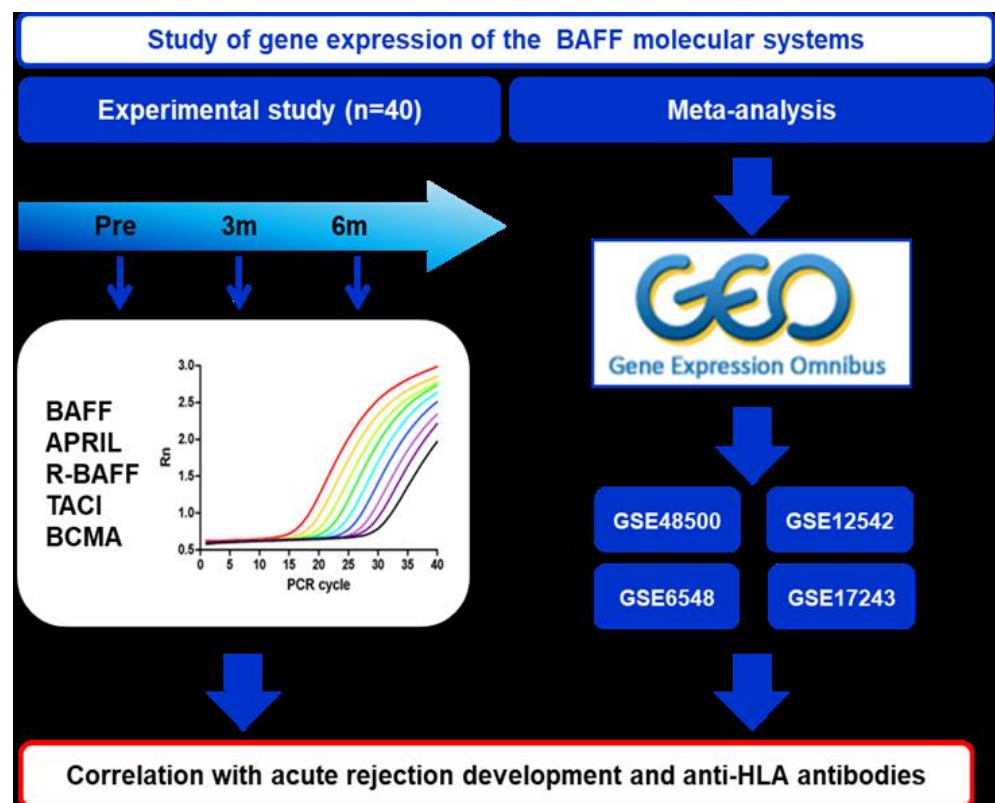 Study of gene expression of the BAFF molecular systems
Experimental study (n=40)
Meta-analysis
Pre 3m 6m
BAFF
APRIL
R-BAFF
TACI
BCMA
Rn
3.0
2.5
2.0
1.5
1.0
0.5
0 5 10 15 20 25 30 35 40
PCR cycle
GEO
Gene Expression Omnibus
GSE48500 GSE12542
GSE6548 GSE17243
Correlation with acute rejection development and anti-HLA antibodies